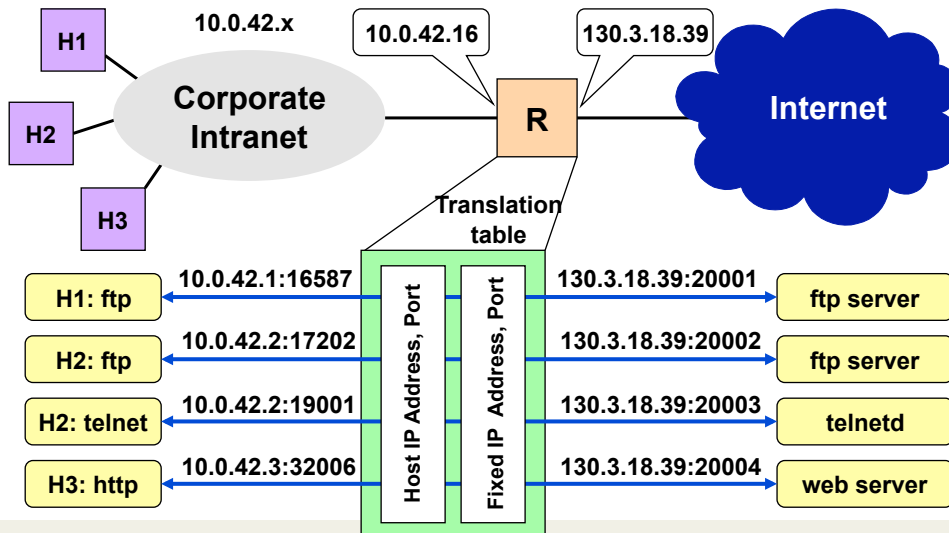 H1
10.0.42.x
10.0.42.16
130.3.18.39
H2
Corporate
Intranet
R
Internet
H3
Translation
table
H1: ftp
10.0.42.1:16587
130.3.18.39:20001
ftp server
H2: ftp
10.0.42.2:17202
130.3.18.39:20002
ftp server
H2: telnet
10.0.42.2:19001
130.3.18.39:20003
telnetd
H3: http
10.0.42.3:32006
130.3.18.39:20004
web server
Host IP Address, Port
Fixed IP Address, Port